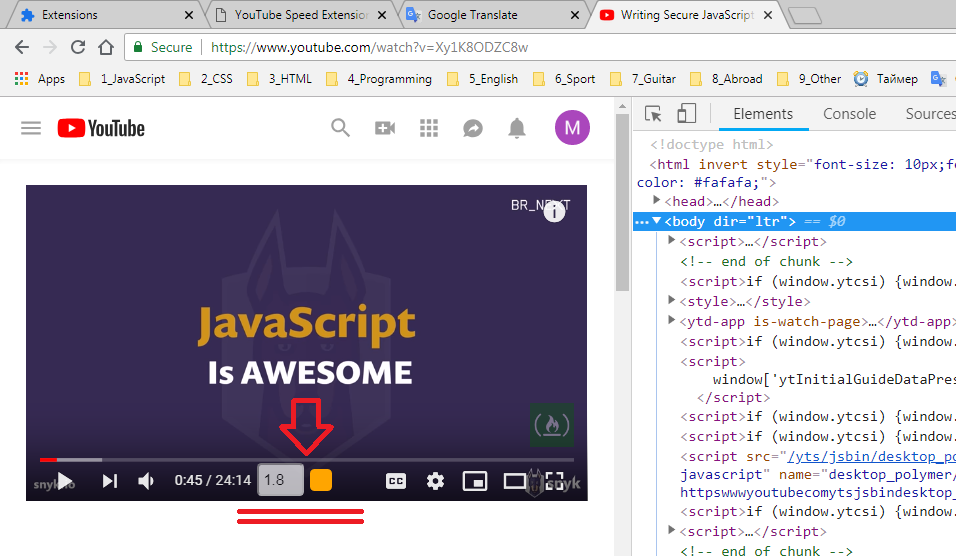 Extensions
YouTube Speed Extension
Google Translate
Writing Secure JavaScript
Secure https://www.youtube.com/watch?v=Xy1K8ODZC8w
Apps 1_JavaScript 2_CSS 3_HTML 4_Programming 5_English 6_Sport 7_Guitar 8_Abroad 9_Other Таймер
YouTube
M
BR_NEXT
JavaScript
Is AWESOME
0:45 / 24:14 1.8 CC
snyk
Elements Console Sources
<!doctype html>
<html invert style="font-size: 10px;f
color: #fafafa;">
<head>…</head>
<body dir="ltr"> == $0
<script>…</script>
<!-- end of chunk -->
<script>if (window.ytcsi) {window.
<style>…</style>
<ytd-app is-watch-page>…</ytd-app>
<script>if (window.ytcsi) {window.
<script>
window['ytInitialGuideDataPres
</script>
<script>if (window.ytcsi) {window.
<script>if (window.ytcsi) {window.
<script src="/yts/jsbin/desktop_po
javascript" name="desktop_polymer/
httpswwwyoutubecomytsjsbindesktop_
<script>if (window.ytcsi) {window.
<script>…</script>
<!-- end of chunk -->